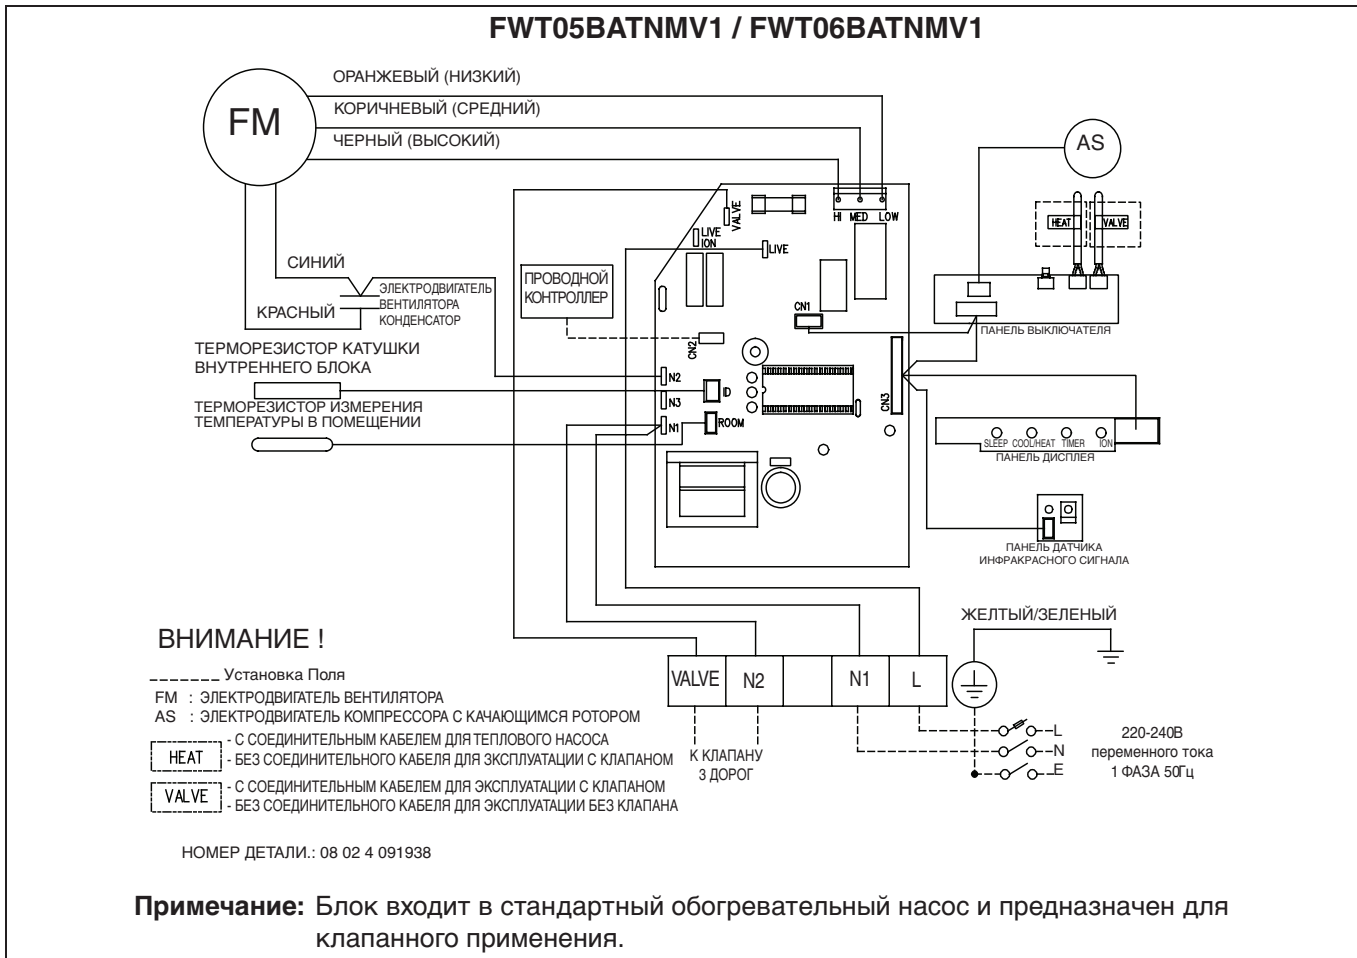 FWT05BATNMV1 / FWT06BATNMV1
ОРАНЖЕВЫЙ (НИЗКИЙ)
КОРИЧНЕВЫЙ (СРЕДНИЙ)
ЧЕРНЫЙ (ВЫСОКИЙ)
FM
AS
HI MED LOW
VALVE
LIVE
ION
LIVE
HEAT
VALVE
СИНИЙ
КРАСНЫЙ
ЭЛЕКТРОДВИГАТЕЛЬ
ВЕНТИЛЯТОРА
КОНДЕНСАТОР
ПРОВОДНОЙ
КОНТРОЛЛЕР
CN1
CN2
CN3
ПАНЕЛЬ ВЫКЛЮЧАТЕЛЯ
ТЕРМОРЕЗИСТОР КАТУШКИ
ВНУТРЕННЕГО БЛОКА
ТЕРМОРЕЗИСТОР ИЗМЕРЕНИЯ
ТЕМПЕРАТУРЫ В ПОМЕЩЕНИИ
N2
N3
N1
ID
ROOM
SLEEP COOL/HEAT TIMER ION
ПАНЕЛЬ ДИСПЛЕЯ
ПАНЕЛЬ ДАТЧИКА
ИНФРАКРАСНОГО СИГНАЛА
ЖЕЛТЫЙ/ЗЕЛЕНЫЙ
VALVE N2 N1 L
К КЛАПАНУ
3 ДОРОГ
L
N
E
220-240В
переменного тока
1 ФАЗА 50Гц
ВНИМАНИЕ !
------- Установка Поля
FM : ЭЛЕКТРОДВИГАТЕЛЬ ВЕНТИЛЯТОРА
AS : ЭЛЕКТРОДВИГАТЕЛЬ КОМПРЕССОРА С КАЧАЮЩИМСЯ РОТОРОМ
HEAT
- С СОЕДИНИТЕЛЬНЫМ КАБЕЛЕМ ДЛЯ ТЕПЛОВОГО НАСОСА
- БЕЗ СОЕДИНИТЕЛЬНОГО КАБЕЛЯ ДЛЯ ЗКСПЛУАТАЦИИ С КЛАПАНОМ
VALVE
- С СОЕДИНИТЕЛЬНЫМ КАБЕЛЕМ ДЛЯ ЭКСПЛУАТАЦИИ С КЛАПАНОМ
- БЕЗ СОЕДИНИТЕЛЬНОГО КАБЕЛЯ ДЛЯ ЭКСПЛУАТАЦИИ БЕЗ КЛАПАНА
НОМЕР ДЕТАЛИ.: 08 02 4 091938
Примечание: Блок входит в стандартный обогревательный насос и предназначен для
клапанного применения.